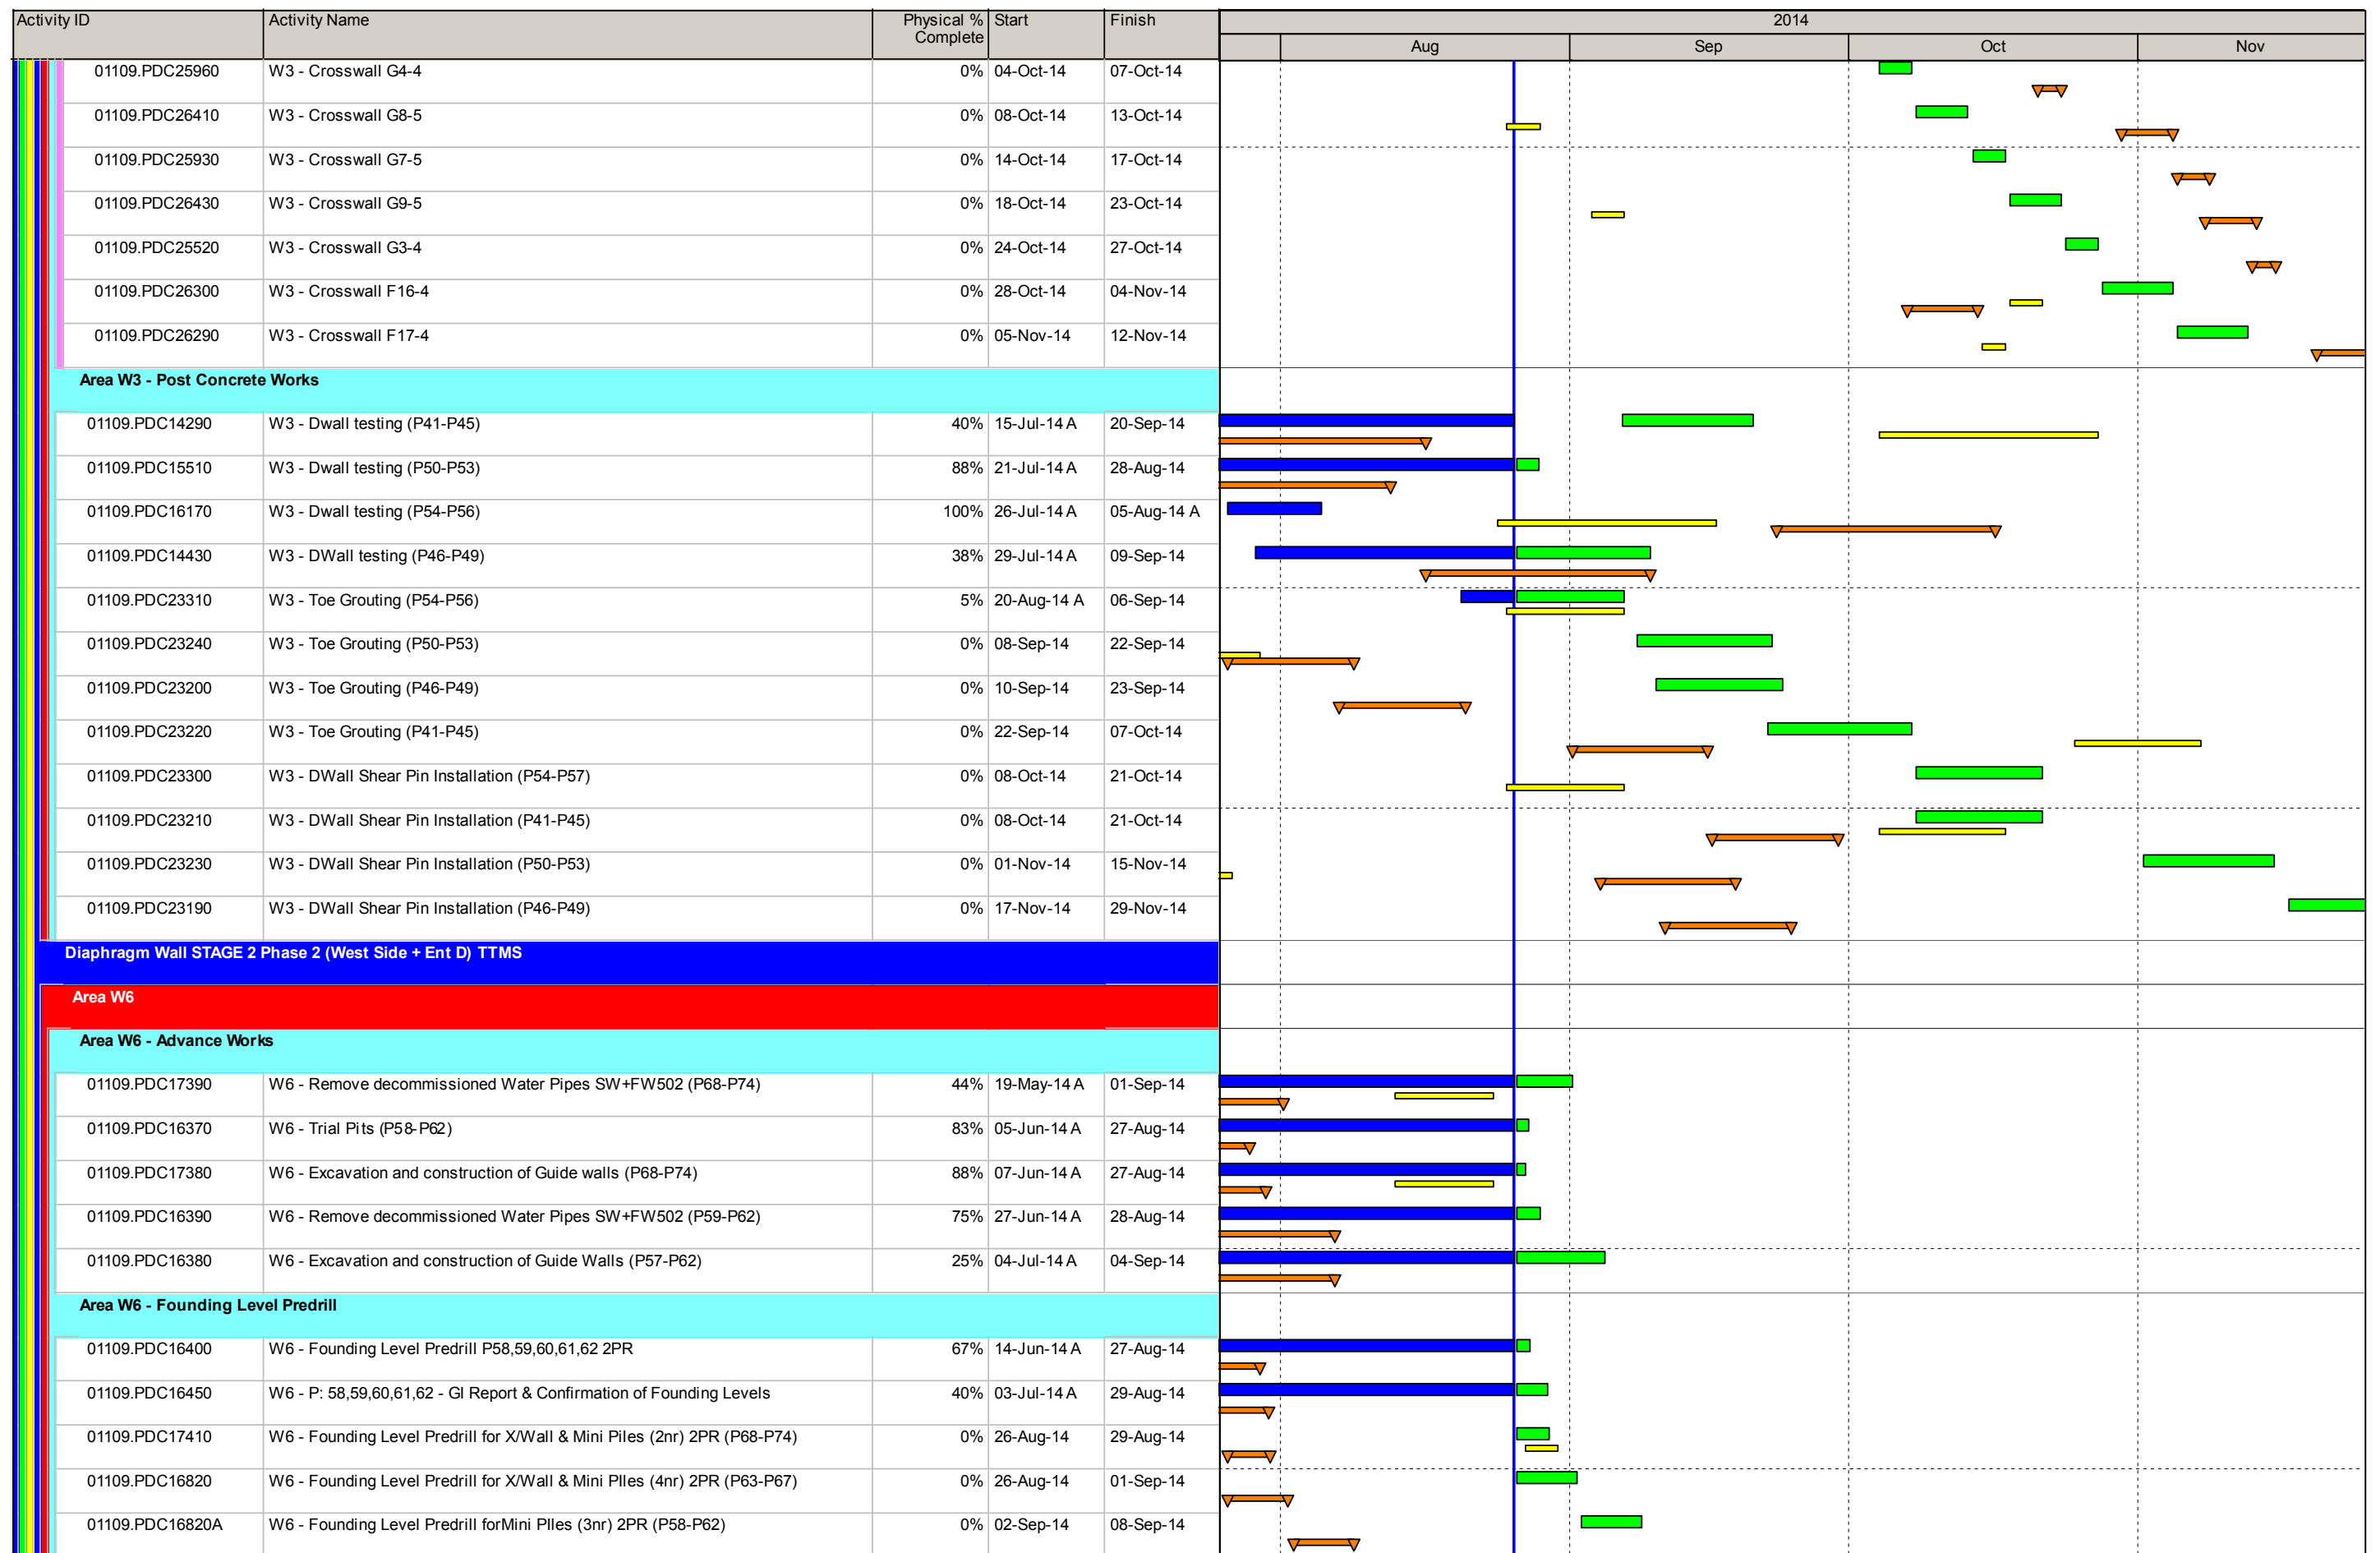 Activity ID Activity Name Physical % Complete Start Finish 2014
Aug Sep Oct Nov
01109.PDC25960 W3 - Crosswall G4-4 0% 04-Oct-14 07-Oct-14
01109.PDC26410 W3 - Crosswall G8-5 0% 08-Oct-14 13-Oct-14
01109.PDC25930 W3 - Crosswall G7-5 0% 14-Oct-14 17-Oct-14
01109.PDC26430 W3 - Crosswall G9-5 0% 18-Oct-14 23-Oct-14
01109.PDC25520 W3 - Crosswall G3-4 0% 24-Oct-14 27-Oct-14
01109.PDC26300 W3 - Crosswall F16-4 0% 28-Oct-14 04-Nov-14
01109.PDC26290 W3 - Crosswall F17-4 0% 05-Nov-14 12-Nov-14
Area W3 - Post Concrete Works
01109.PDC14290 W3 - Dwall testing (P41-P45) 40% 15-Jul-14 A 20-Sep-14
01109.PDC15510 W3 - Dwall testing (P50-P53) 88% 21-Jul-14 A 28-Aug-14
01109.PDC16170 W3 - Dwall testing (P54-P56) 100% 26-Jul-14 A 05-Aug-14 A
01109.PDC14430 W3 - DWall testing (P46-P49) 38% 29-Jul-14 A 09-Sep-14
01109.PDC23310 W3 - Toe Grouting (P54-P56) 5% 20-Aug-14 A 06-Sep-14
01109.PDC23240 W3 - Toe Grouting (P50-P53) 0% 08-Sep-14 22-Sep-14
01109.PDC23200 W3 - Toe Grouting (P46-P49) 0% 10-Sep-14 23-Sep-14
01109.PDC23220 W3 - Toe Grouting (P41-P45) 0% 22-Sep-14 07-Oct-14
01109.PDC23300 W3 - DWall Shear Pin Installation (P54-P57) 0% 08-Oct-14 21-Oct-14
01109.PDC23210 W3 - DWall Shear Pin Installation (P41-P45) 0% 08-Oct-14 21-Oct-14
01109.PDC23230 W3 - DWall Shear Pin Installation (P50-P53) 0% 01-Nov-14 15-Nov-14
01109.PDC23190 W3 - DWall Shear Pin Installation (P46-P49) 0% 17-Nov-14 29-Nov-14
Diaphragm Wall STAGE 2 Phase 2 (West Side + Ent D) TTMS
Area W6
Area W6 - Advance Works
01109.PDC17390 W6 - Remove decommissioned Water Pipes SW+FW502 (P68-P74) 44% 19-May-14 A 01-Sep-14
01109.PDC16370 W6 - Trial Pits (P58-P62) 83% 05-Jun-14 A 27-Aug-14
01109.PDC17380 W6 - Excavation and construction of Guide walls (P68-P74) 88% 07-Jun-14 A 27-Aug-14
01109.PDC16390 W6 - Remove decommissioned Water Pipes SW+FW502 (P59-P62) 75% 27-Jun-14 A 28-Aug-14
01109.PDC16380 W6 - Excavation and construction of Guide Walls (P57-P62) 25% 04-Jul-14 A 04-Sep-14
Area W6 - Founding Level Predrill
01109.PDC16400 W6 - Founding Level Predrill P58,59,60,61,62 2PR 67% 14-Jun-14 A 27-Aug-14
01109.PDC16450 W6 - P: 58,59,60,61,62 - GI Report & Confirmation of Founding Levels 40% 03-Jul-14 A 29-Aug-14
01109.PDC17410 W6 - Founding Level Predrill for X/Wall & Mini Piles (2nr) 2PR (P68-P74) 0% 26-Aug-14 29-Aug-14
01109.PDC16820 W6 - Founding Level Predrill for X/Wall & Mini PIles (4nr) 2PR (P63-P67) 0% 26-Aug-14 01-Sep-14
01109.PDC16820A W6 - Founding Level Predrill forMini PIles (3nr) 2PR (P58-P62) 0% 02-Sep-14 08-Sep-14